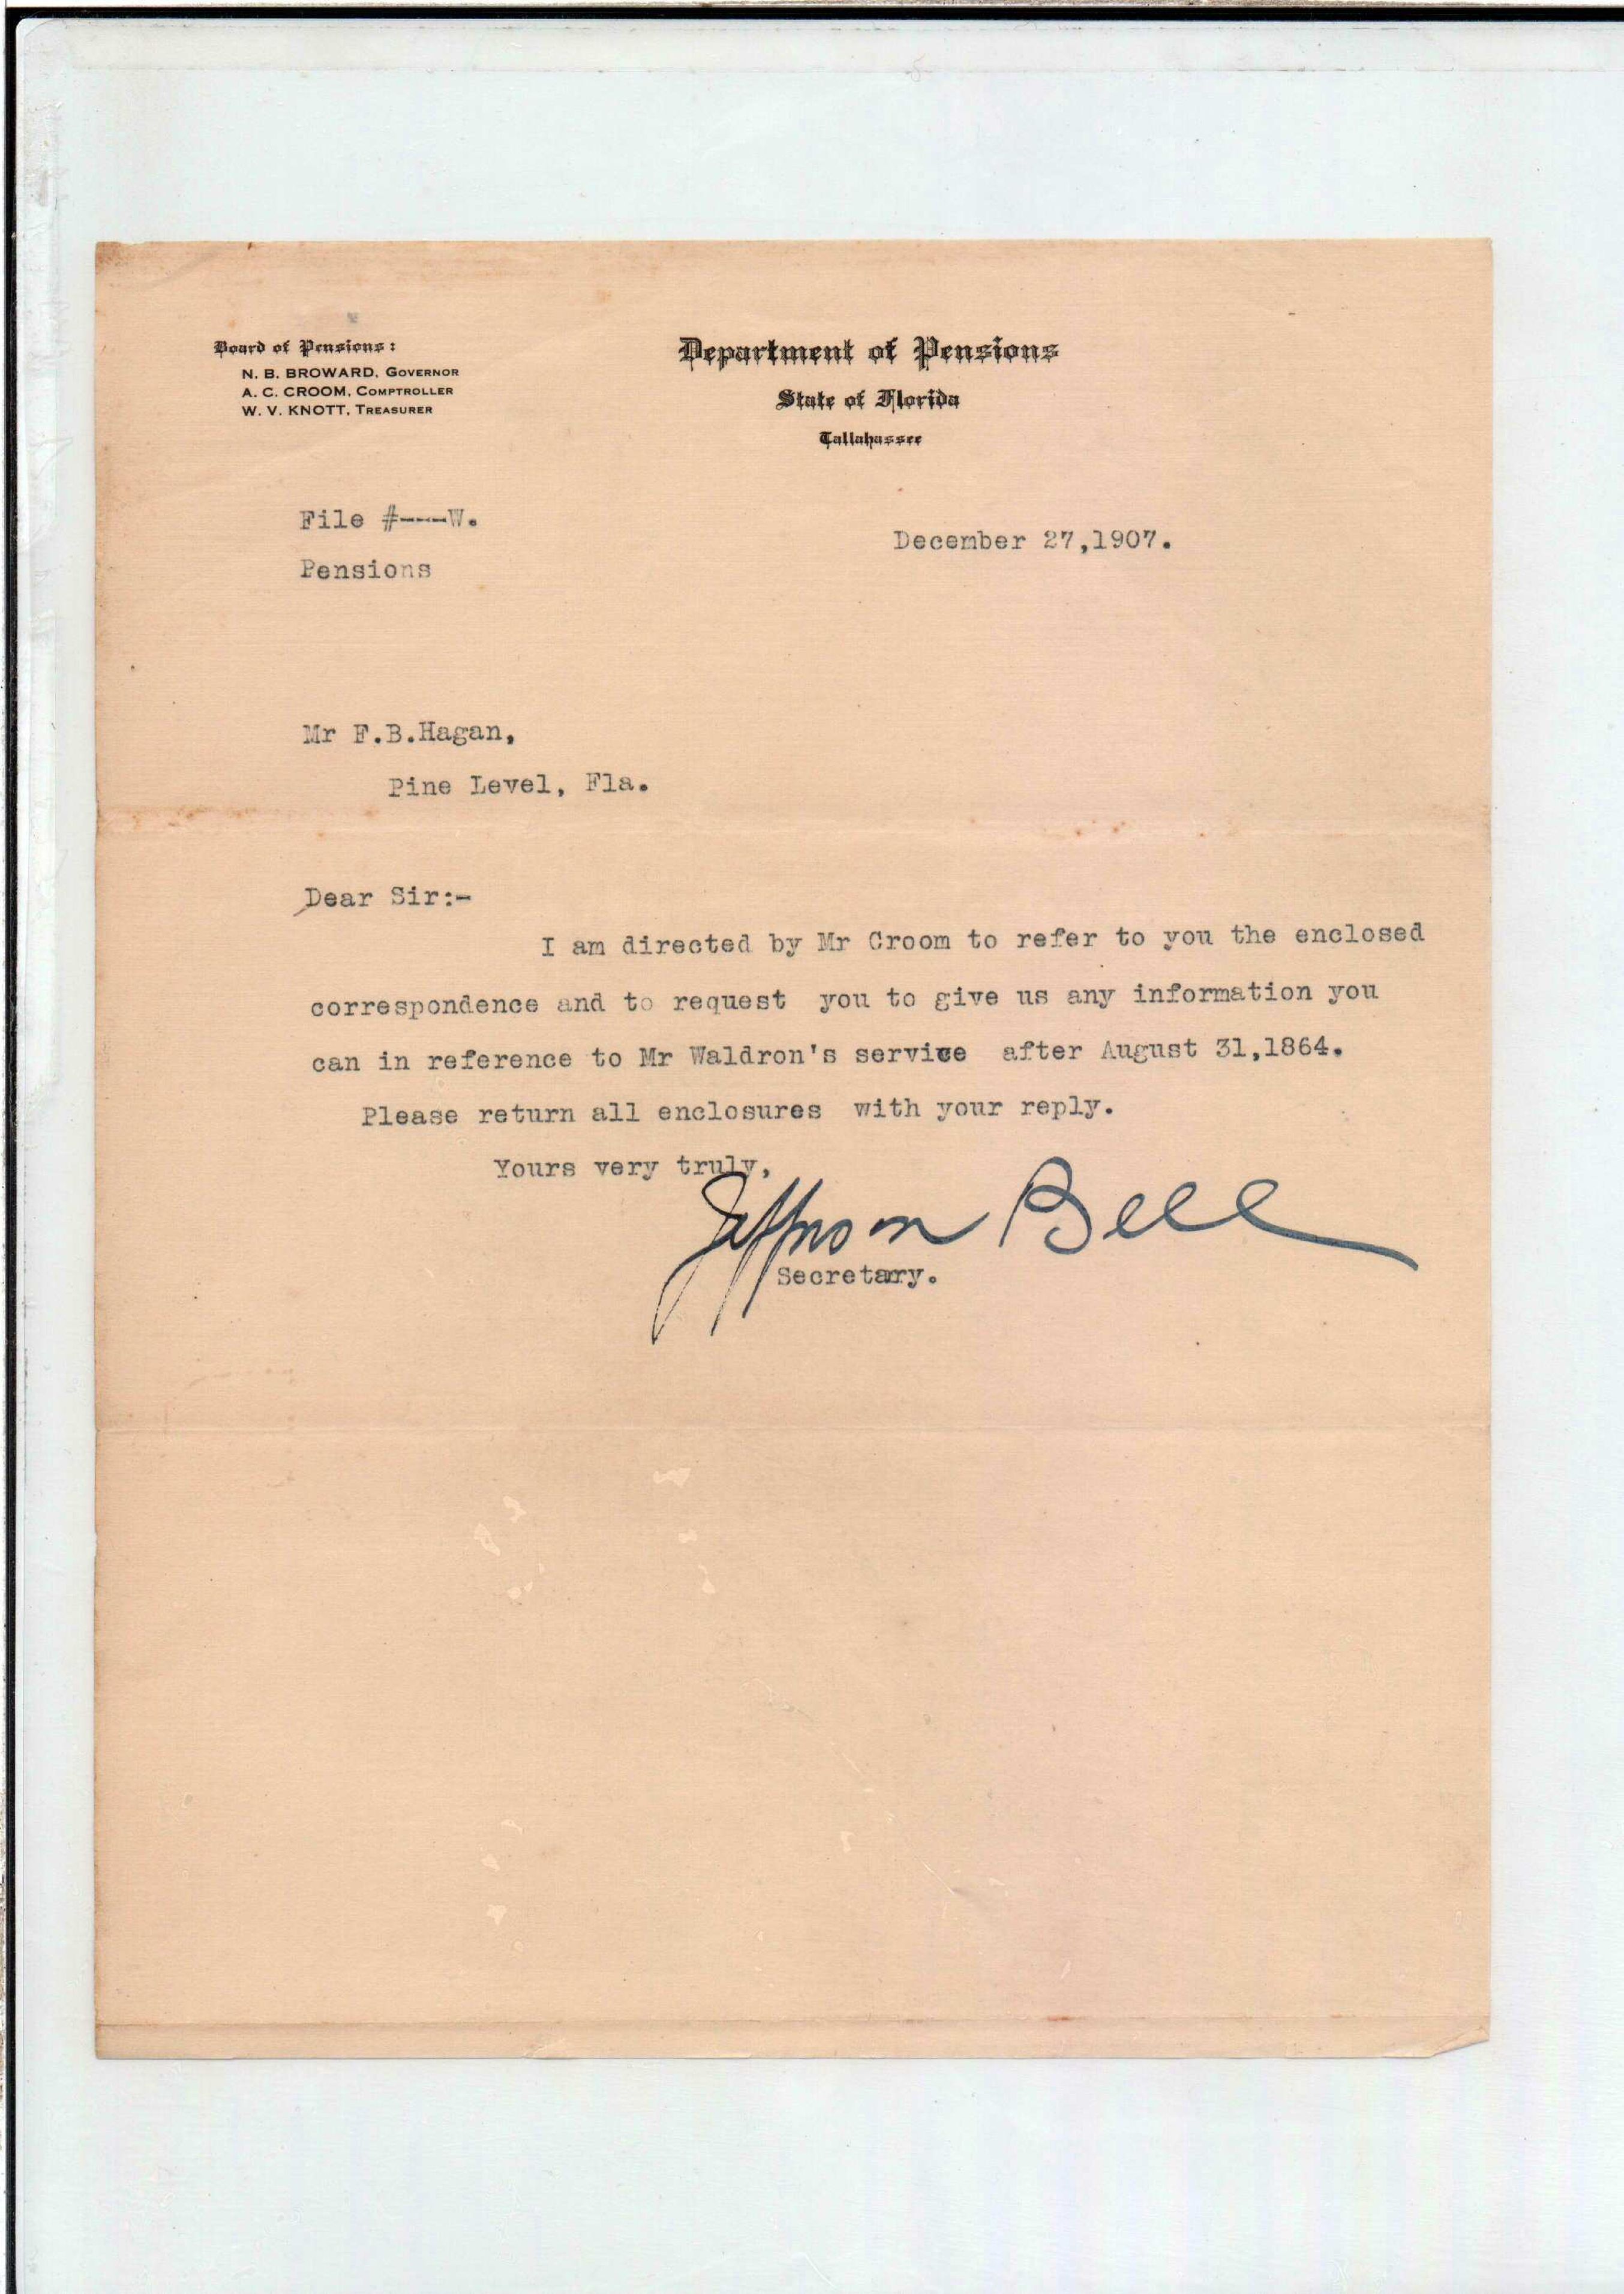 Board of Pensions:
N. B. BROWARD, GOVERNOR
A. C. CROOM, COMPTROLLER
W. V. KNOTT, TREASURER
Department of Pensions
State of Florida
Tallahassee
File #---W.
December 27,1907.
Pensions
Mr F.B.Hagan,
Pine Level, Fla.
Dear Sir:-
I am directed by Mr Croom to refer to you the enclosed
correspondence and to request you to give us any information you
can in reference to Mr Waldron's service after August 31,1864.
Please return all enclosures with your reply.
Yours very truly,
Jefferson Bell
Secretary.